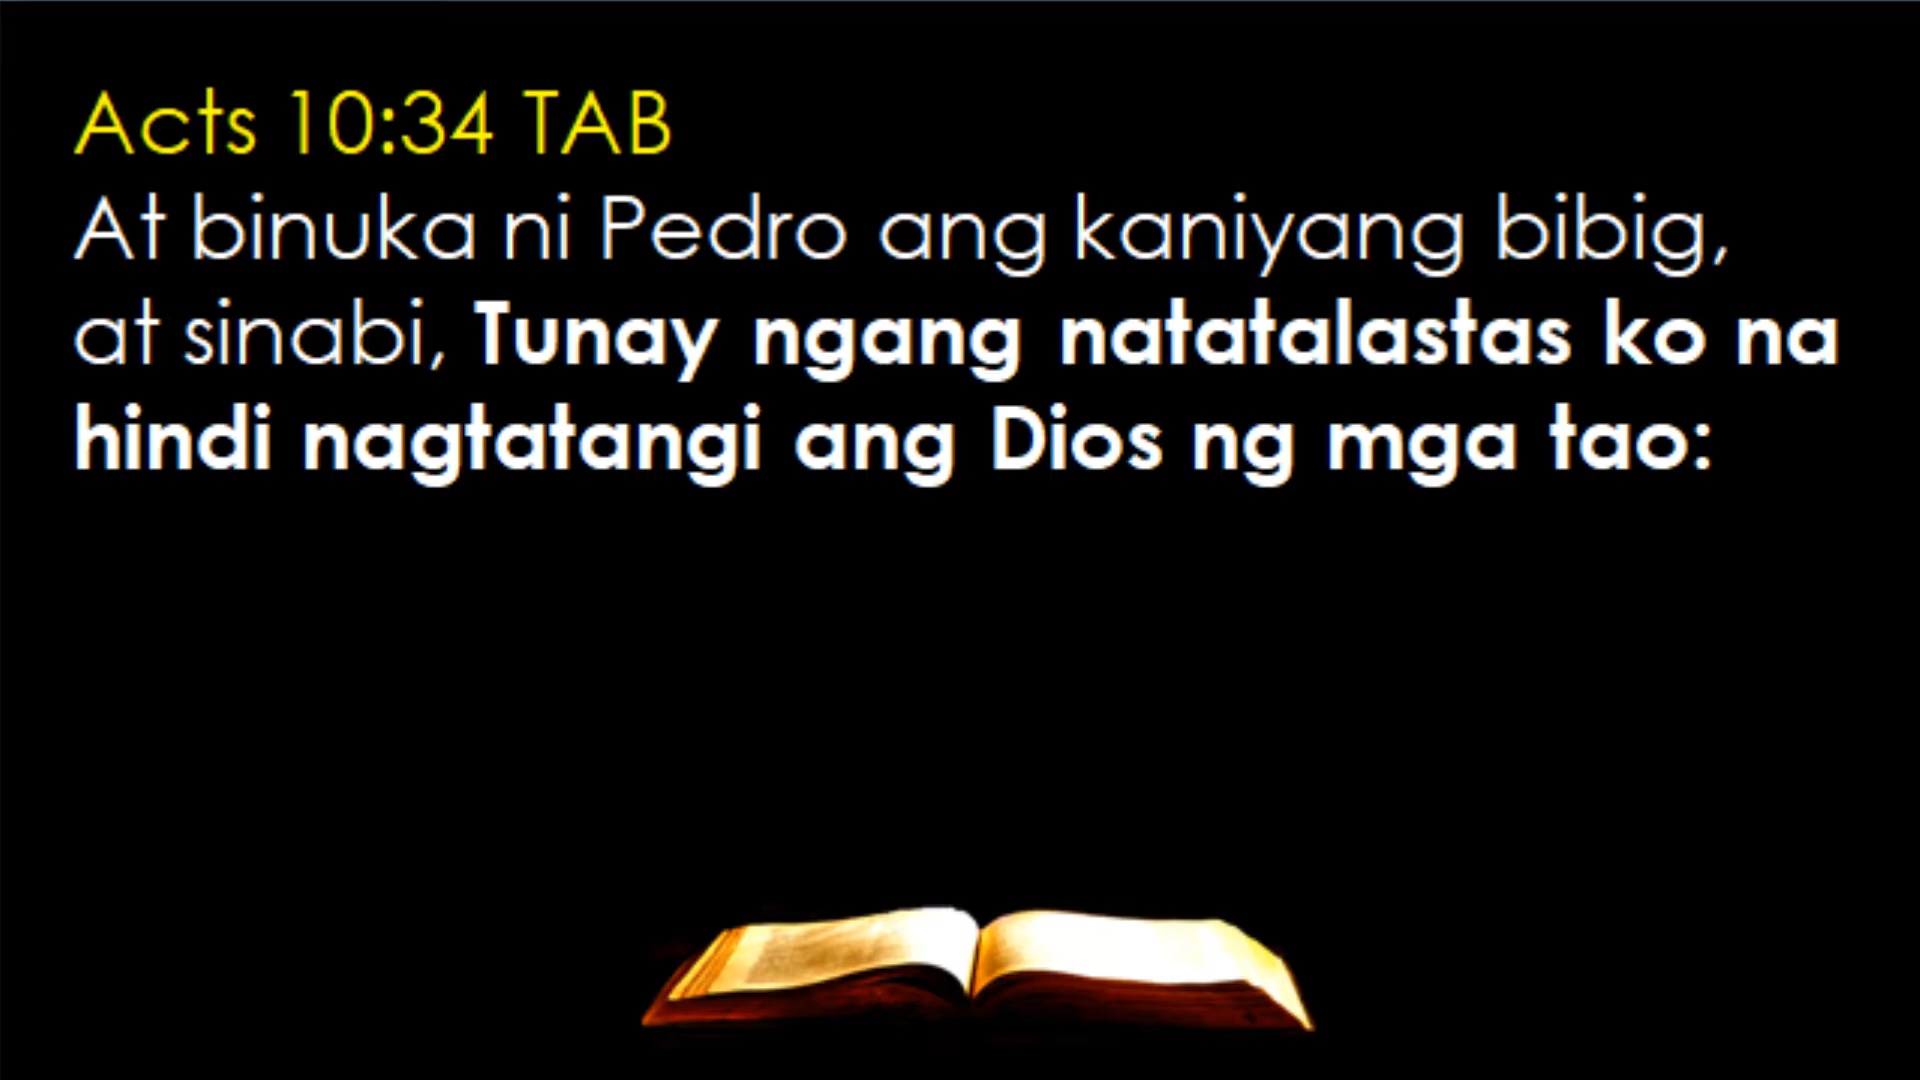 Acts 10:34 TAB
At binuka ni Pedro ang kaniyang bibig,
at sinabi, Tunay ngang natatalastas ko na
hindi nagtatangi ang Dios ng mga tao: